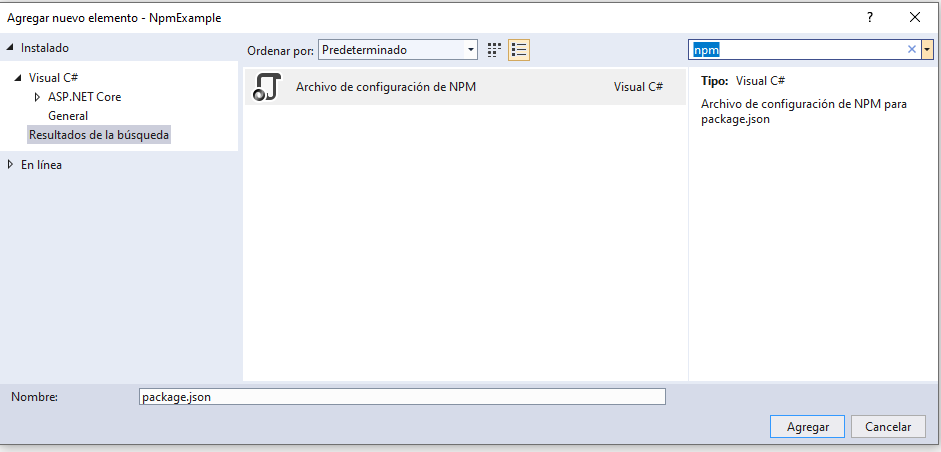 Agregar nuevo elemento - NpmExample
?
Instalado
Ordenar por: Predeterminado
npm
Visual C#
ASP.NET Core
General
Resultados de la búsqueda
En línea
Archivo de configuración de NPM Visual C#
Tipo: Visual C#
Archivo de configuración de NPM para
package.json
Nombre: package.json
Agregar Cancelar